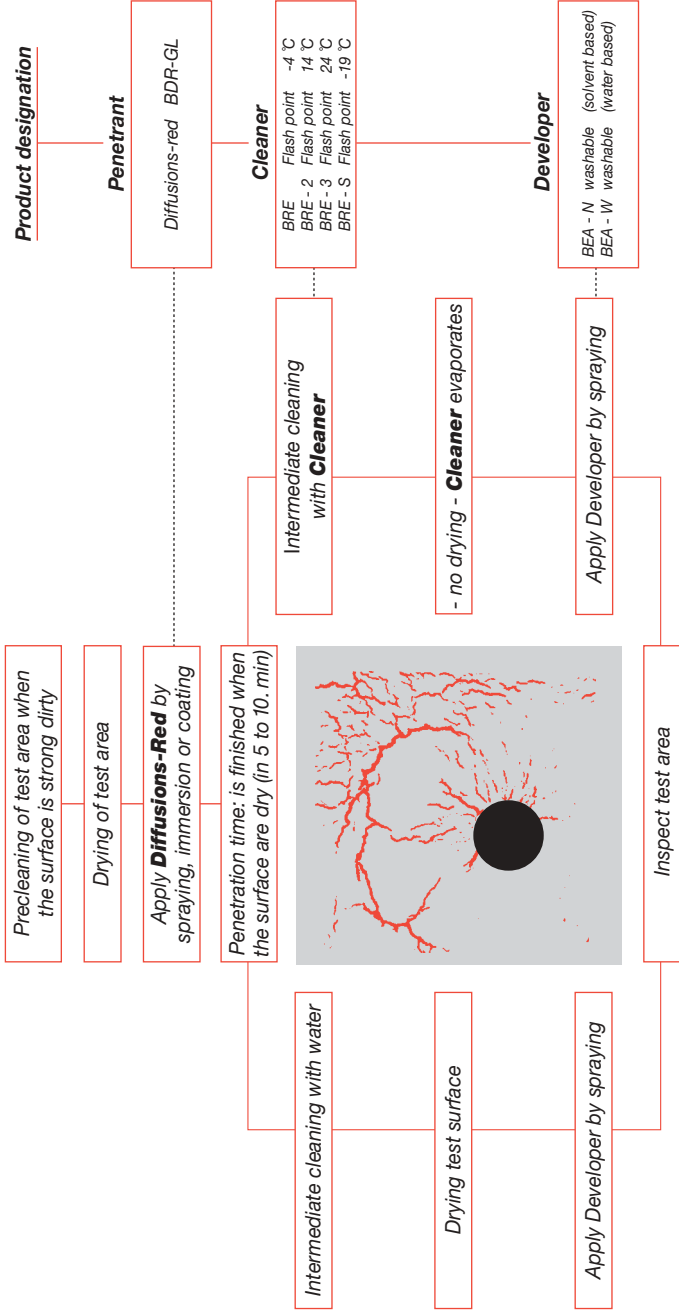 Precleaning of test area when
the surface is strong dirty
Drying of test area
Apply Diffusions-Red by
spraying, immersion or coating
Penetration time: is finished when
the surface are dry (in 5 to 10. min)
Intermediate cleaning with water
Drying test surface
Apply Developer by spraying
Intermediate cleaning
with Cleaner
- no drying - Cleaner evaporates
Apply Developer by spraying
Inspect test area
Product designation
Penetrant
Diffusions-red BDR-GL
Cleaner
BRE Flash point -4 °C
BRE - 2 Flash point 14 °C
BRE - 3 Flash point 24 °C
BRE - S Flash point -19 °C
Developer
BEA - N washable (solvent based)
BEA - W washable (water based)